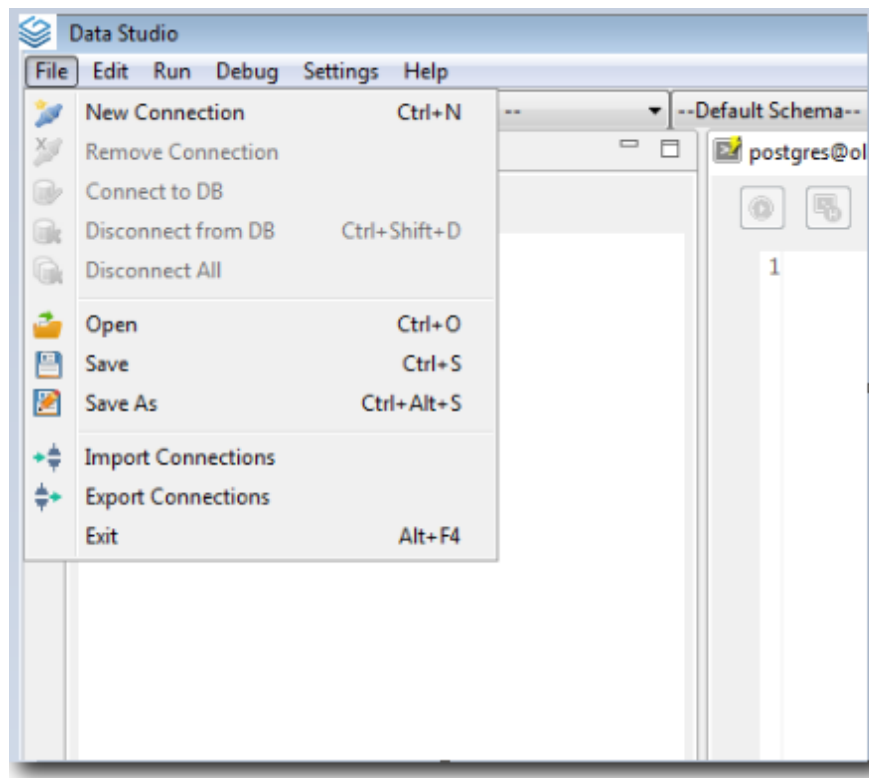 Data Studio
File Edit Run Debug Settings Help
-- --Default Schema--
New Connection Ctrl+N
Remove Connection
Connect to DB
Disconnect from DB Ctrl+Shift+D
Disconnect All
Open Ctrl+O
Save Ctrl+S
Save As Ctrl+Alt+S
Import Connections
Export Connections
Exit Alt+F4
postgres@ol
1